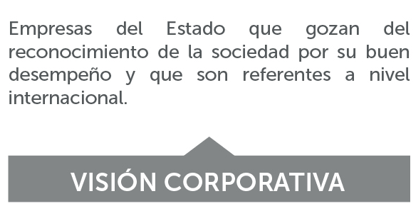 Empresas del Estado que gozan del
reconocimiento de la sociedad por su buen
desempeño y que son referentes a nivel
internacional.
VISIÓN CORPORATIVA